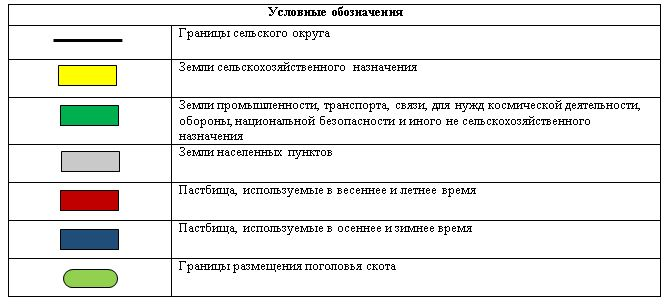 Условные обозначения
Границы сельского округа
Земли сельскохозяйственного назначения
Земли промышленности, транспорта, связи, для нужд космической деятельности,
обороны, национальной безопасности и иного не сельскохозяйственного
назначения
Земли населенных пунктов
Пастбища, используемые в весеннее и летнее время
Пастбища, используемые в осеннее и зимнее время
Границы размещения поголовья скота